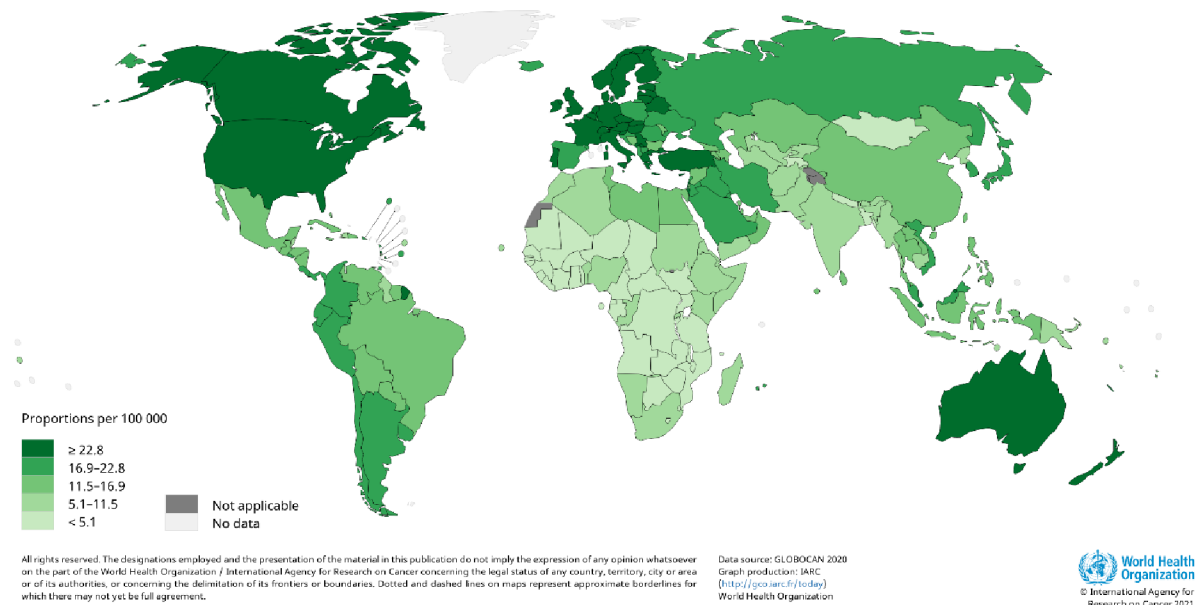 Proportions per 100 000
≥ 22.8
16.9–22.8
11.5–16.9
5.1–11.5
< 5.1
Not applicable
No data
All rights reserved. The designations employed and the presentation of the material in this publication do not imply the expression of any opinion whatsoever
on the part of the World Health Organization / International Agency for Research on Cancer concerning the legal status of any country, territory, city or area
or of its authorities, or concerning the delimitation of its frontiers or boundaries. Dotted and dashed lines on maps represent approximate borderlines for
which there may not yet be full agreement.
Data source: GLOBOCAN 2020
Graph production: IARC
(http://gco.iarc.fr/today)
World Health Organization
World Health
Organization
© International Agency for
Research on Cancer 2021